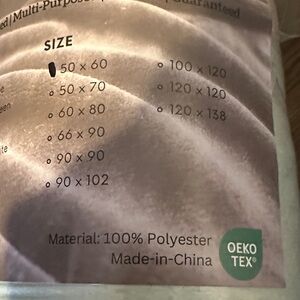 Multi-Purpose
Guaranteed
SIZE
50 x 60
50 x 70
60 x 80
66 x 90
90 x 90
90 x 102
100 x 120
120 x 120
120 x 138
Material: 100% Polyester
Made-in-China
OEKO
TEX®